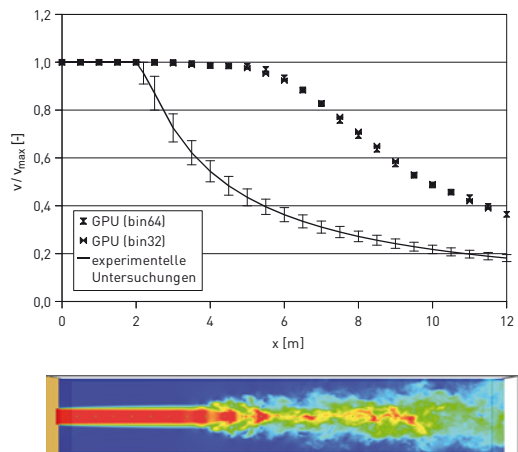 1,2
1,0
0,8
0,6
0,4
0,2
0,0
v / vmax [-]
GPU (bin64)
GPU (bin32)
experimentelle
Untersuchungen
0 2 4 6 8 10 12
x [m]